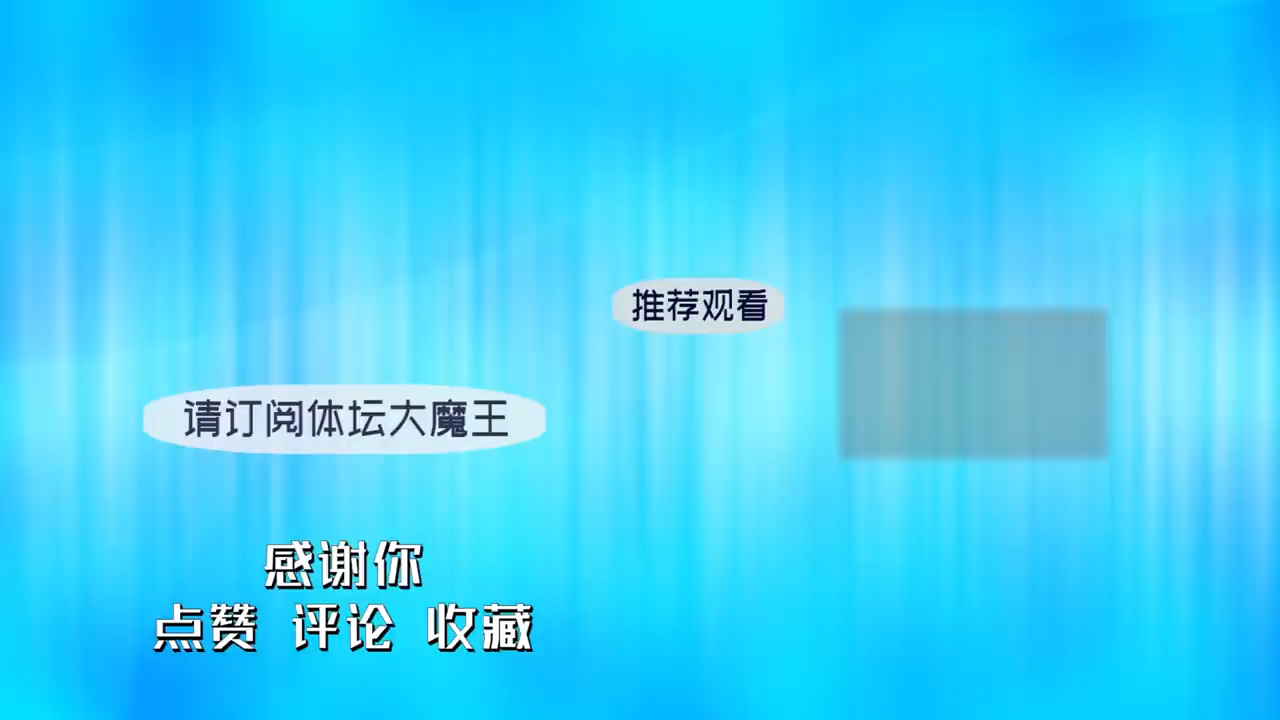 推荐观看
请订阅体坛大魔王
感谢你
点赞 评论 收藏